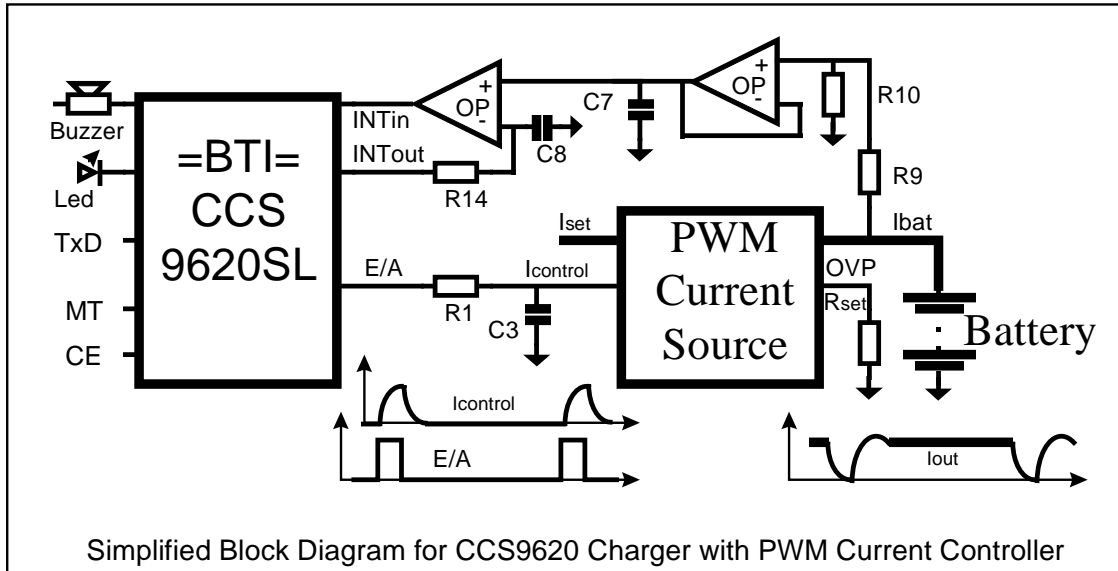 Buzzer
Led
TxD
MT
CE
=BTI=
CCS
9620SL
INTin
INTout
E/A
OP
+
-
C8
R14
C7
OP
+
-
R10
R9
Iset
Ibat
PWM
Current
Source
OVP
Rset
Battery
R1
Icontrol
C3
Icontrol
E/A
Iout
Simplified Block Diagram for CCS9620 Charger with PWM Current Controller